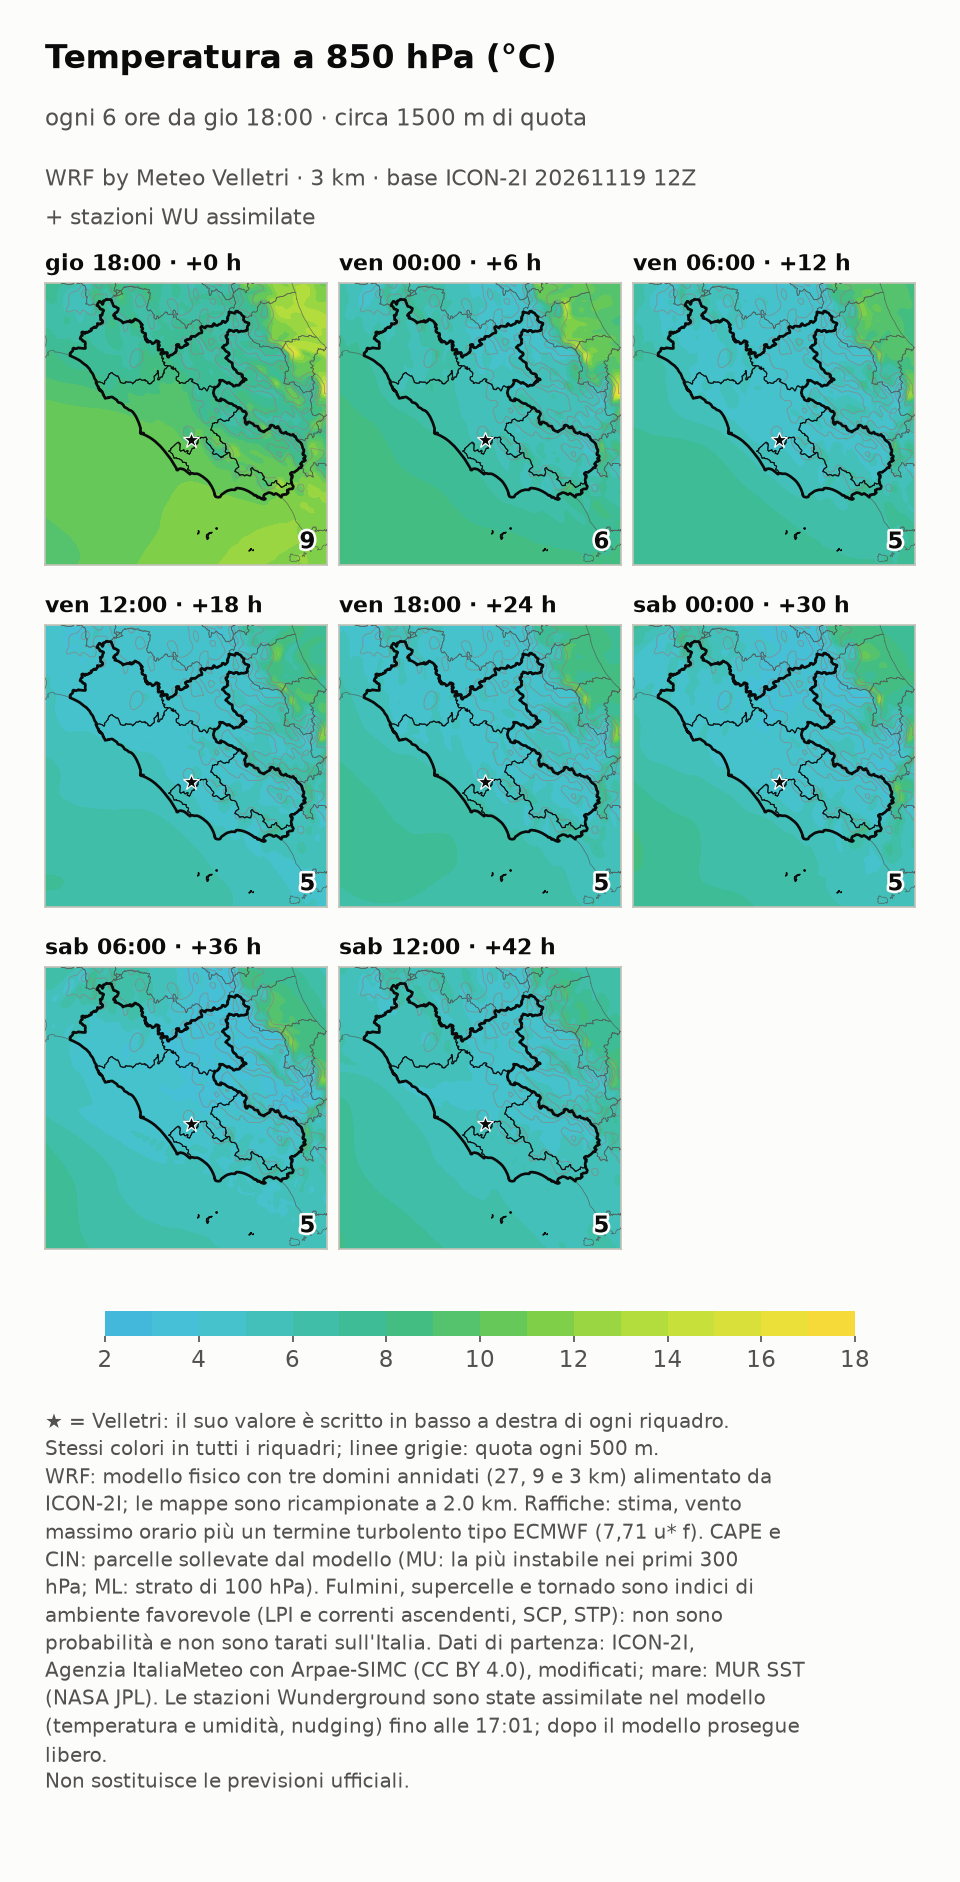 Temperatura a 850 hPa (°C)
ogni 6 ore da gio 18:00 · circa 1500 m di quota
WRF by Meteo Velletri · 3 km · base ICON-2I 20261119 12Z
+ stazioni WU assimilate
gio 18:00 · +0 h
ven 00:00 · +6 h
ven 06:00 · +12 h
9
6
5
ven 12:00 · +18 h
ven 18:00 · +24 h
sab 00:00 · +30 h
5
5
5
sab 06:00 · +36 h
sab 12:00 · +42 h
5
5
2 4 6 8 10 12 14 16 18
★ = Velletri: il suo valore è scritto in basso a destra di ogni riquadro.
Stessi colori in tutti i riquadri; linee grigie: quota ogni 500 m.
WRF: modello fisico con tre domini annidati (27, 9 e 3 km) alimentato da
ICON-2I; le mappe sono ricampionate a 2.0 km. Raffiche: stima, vento
massimo orario più un termine turbolento tipo ECMWF (7,71 u* f). CAPE e
CIN: parcelle sollevate dal modello (MU: la più instabile nei primi 300
hPa; ML: strato di 100 hPa). Fulmini, supercelle e tornado sono indici di
ambiente favorevole (LPI e correnti ascendenti, SCP, STP): non sono
probabilità e non sono tarati sull'Italia. Dati di partenza: ICON-2I,
Agenzia ItaliaMeteo con Arpae-SIMC (CC BY 4.0), modificati; mare: MUR SST
(NASA JPL). Le stazioni Wunderground sono state assimilate nel modello
(temperatura e umidità, nudging) fino alle 17:01; dopo il modello prosegue
libero.
Non sostituisce le previsioni ufficiali.